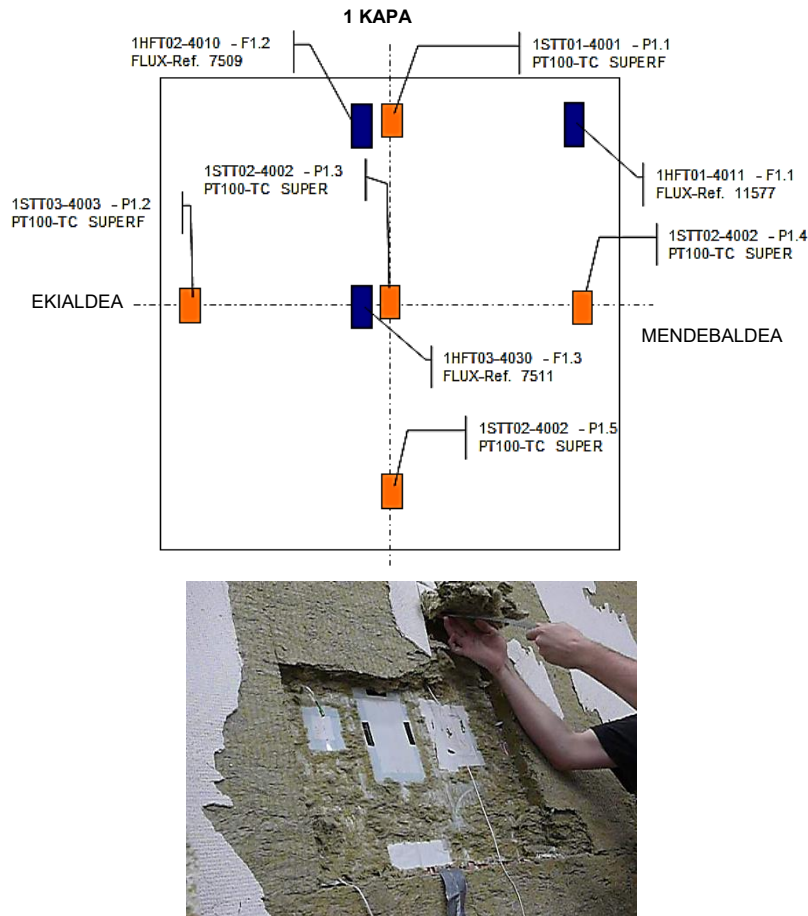 1 KAPA
1HFT02-4010 - F1.2
FLUX-Ref. 7509
1STT01-4001 - P1.1
PT100-TC SUPERF
1STT02-4002 - P1.3
PT100-TC SUPER
1HFT01-4011 - F1.1
FLUX-Ref. 11577
1STT03-4003 - P1.2
PT100-TC SUPERF
1STT02-4002 - P1.4
PT100-TC SUPER
EKIALDEA
MENDEBALDEA
1HFT03-4030 - F1.3
FLUX-Ref. 7511
1STT02-4002 - P1.5
PT100-TC SUPER